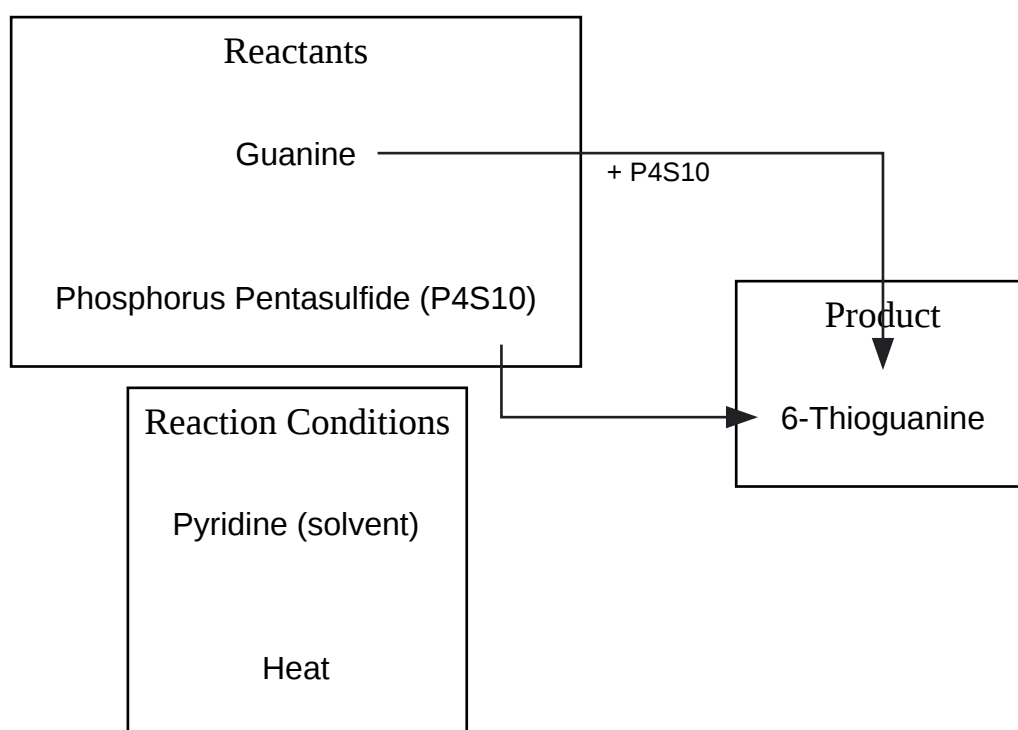 Reactants
Guanine
+ P4S10
Phosphorus Pentasulfide (P4S10)
Product
6-Thioguanine
Reaction Conditions
Pyridine (solvent)
Heat